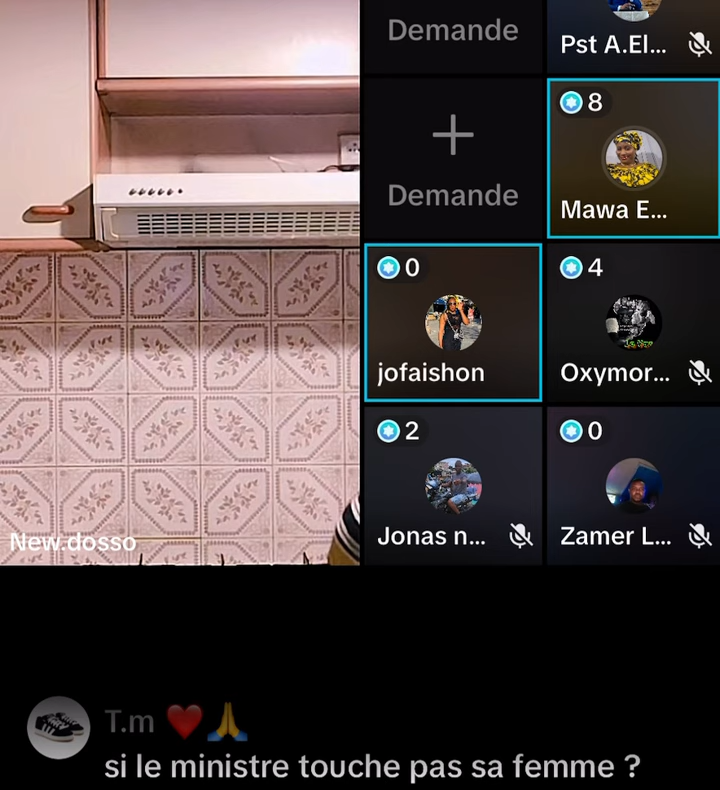 Demande
Pst A.El...
8
Demande
Mawa E...
0
4
jofaishon
Oxymor...
2
0
Jonas n...
Zamer L...
New.dosso
T.m ❤️🙏
si le ministre touche pas sa femme ?